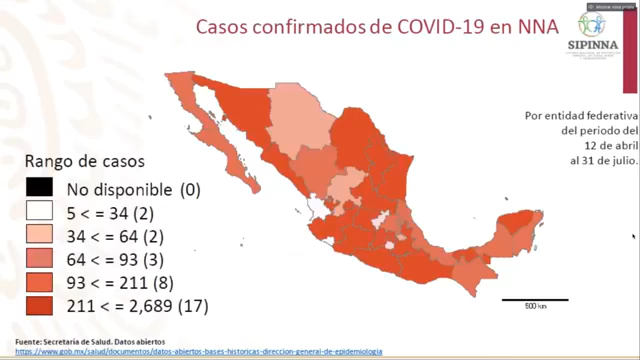 Casos confirmados de COVID-19 en NNA
SIPINNA
Por entidad federativa
del periodo del
12 de abril
al 31 de julio.
Rango de casos
No disponible (0)
5 < = 34 (2)
34 < = 64 (2)
64 < = 93 (3)
93 < = 211 (8)
211 < = 2,689 (17)
500 km
Fuente: Secretaría de Salud. Datos abiertos
https://www.gob.mx/salud/documentos/datos-abiertos-bases-historicas-direccion-general-de-epidemiologia